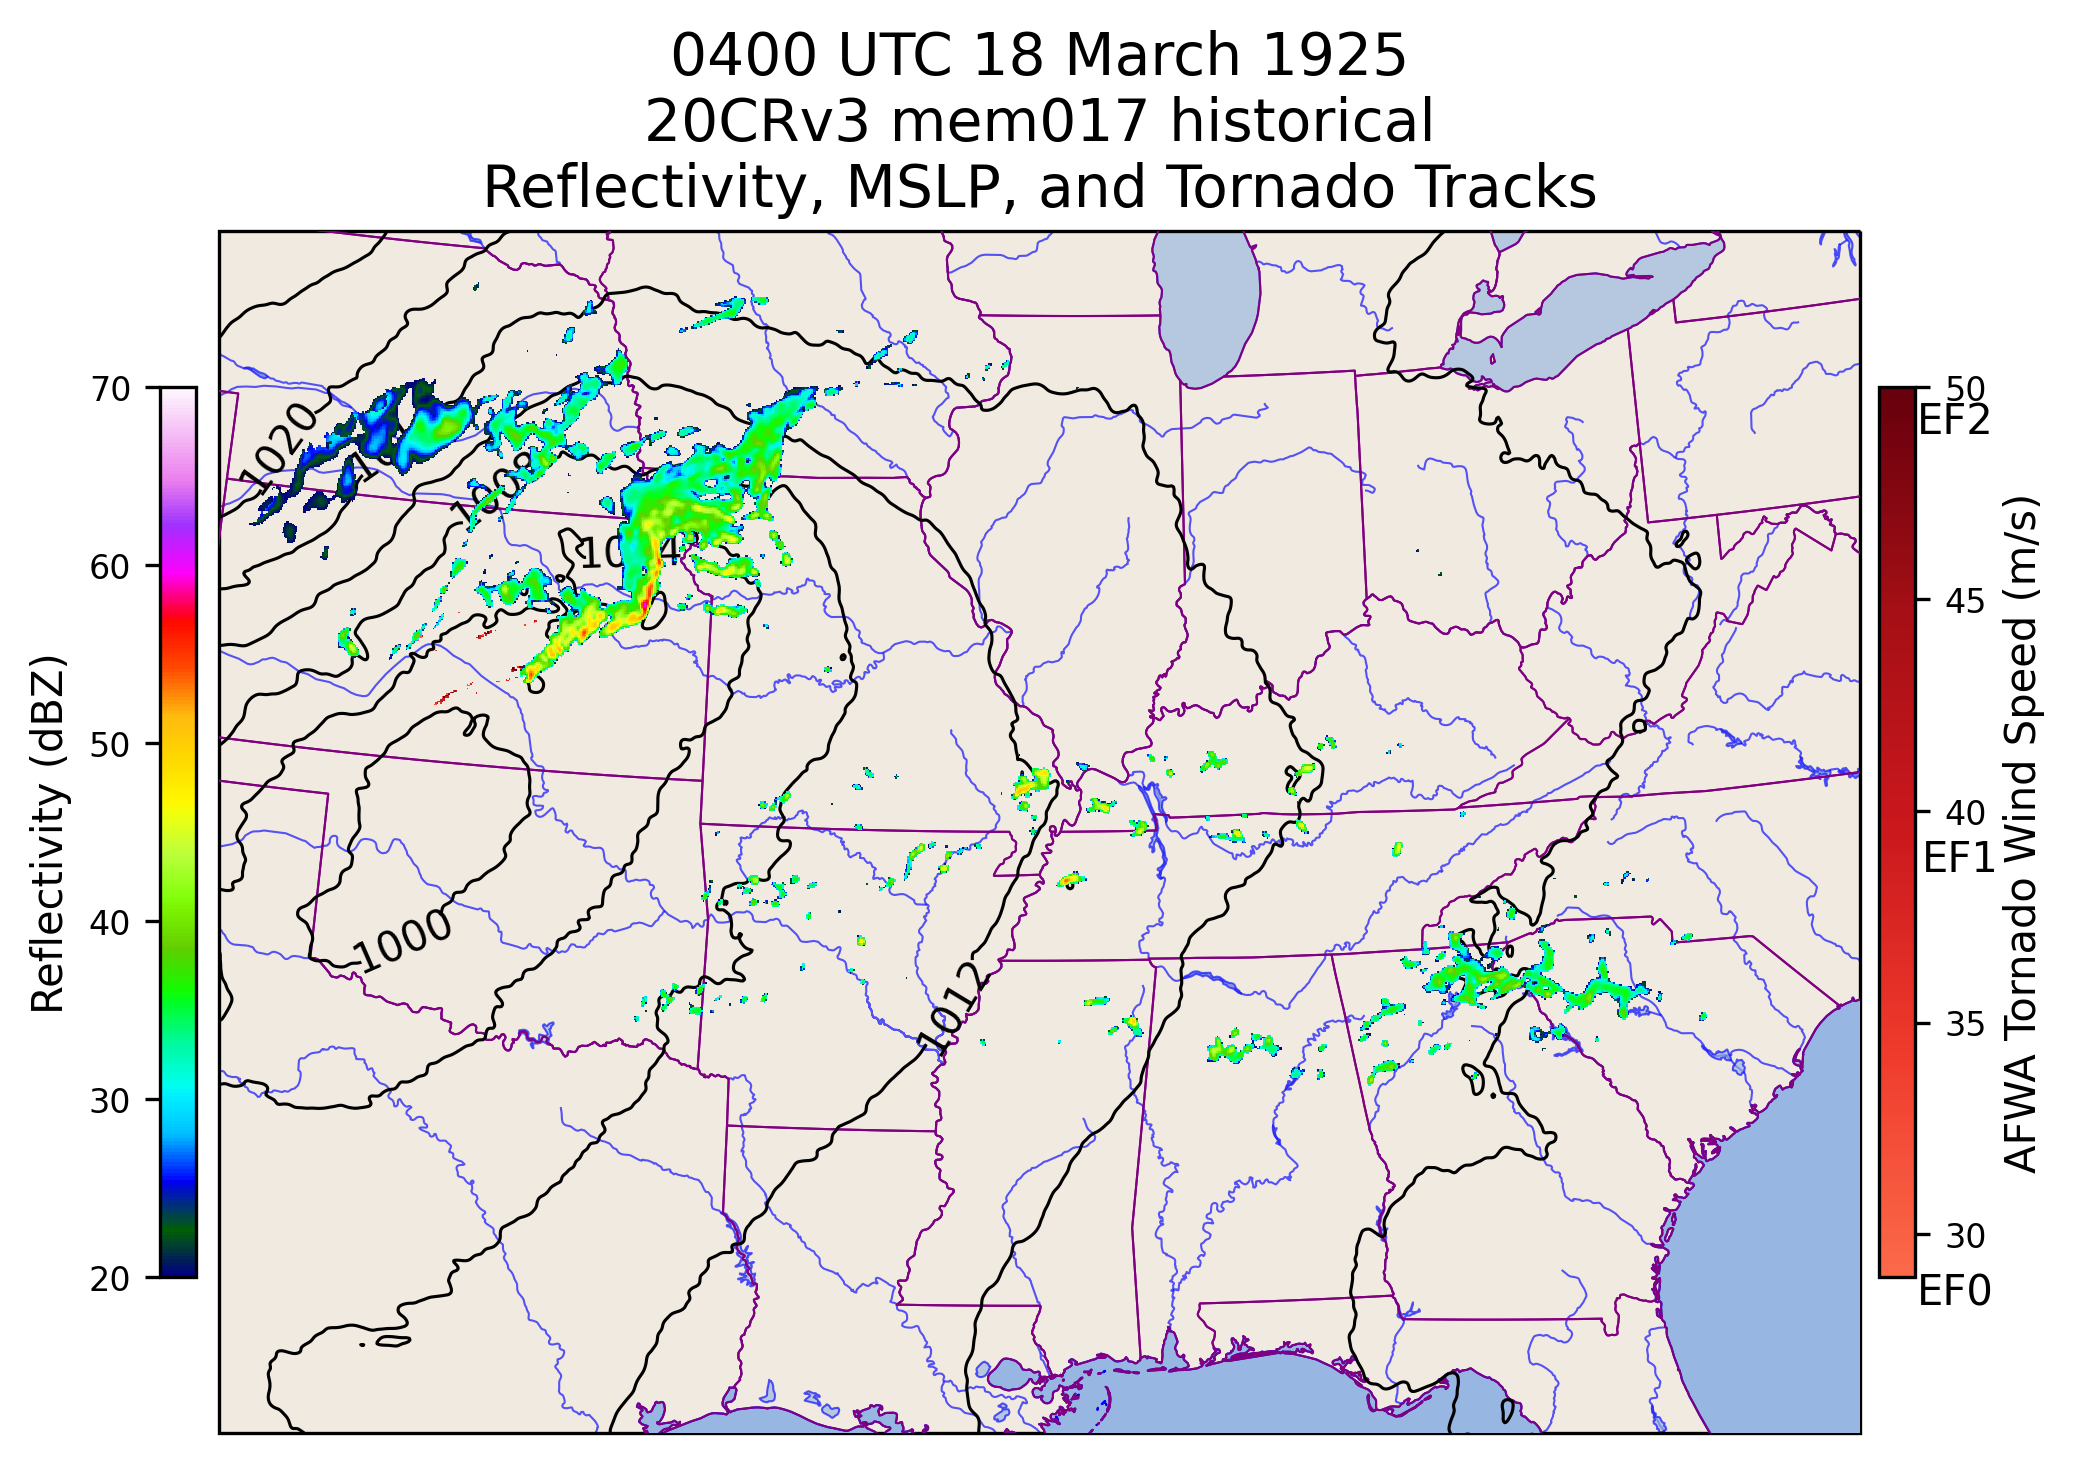 0400 UTC 18 March 1925
20CRv3 mem017 historical
Reflectivity, MSLP, and Tornado Tracks
Reflectivity (dBZ)
70
60
50
40
30
20
1020
1008
1000
1012
50
EF2
45
40
EF1
35
30
EF0
AFWA Tornado Wind Speed (m/s)